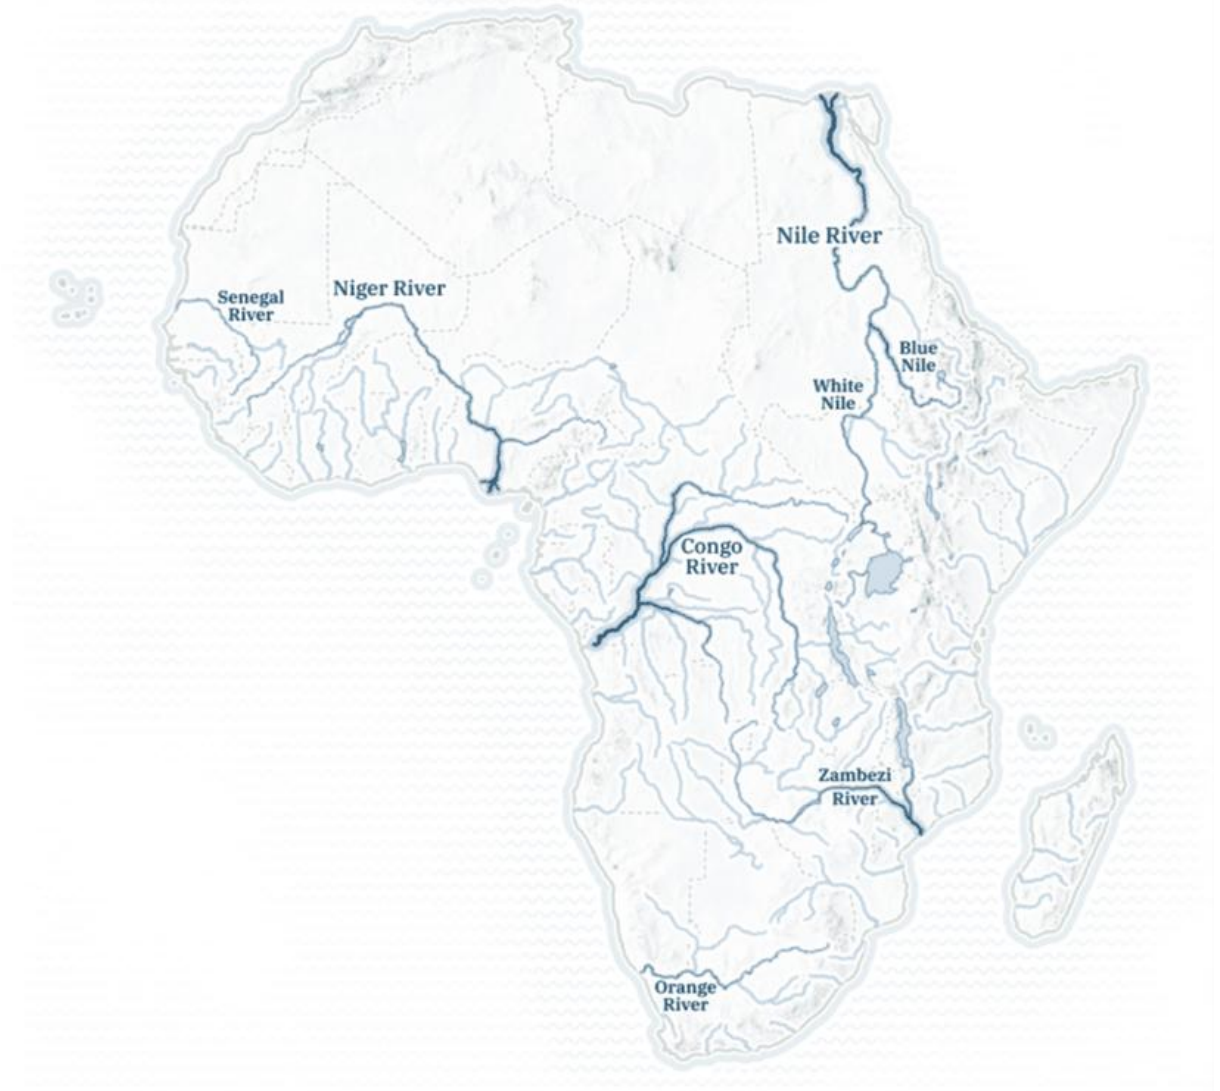 Nile River
Senegal
River
Niger River
Blue
Nile
White
Nile
Congo
River
Zambezi
River
Orange
River